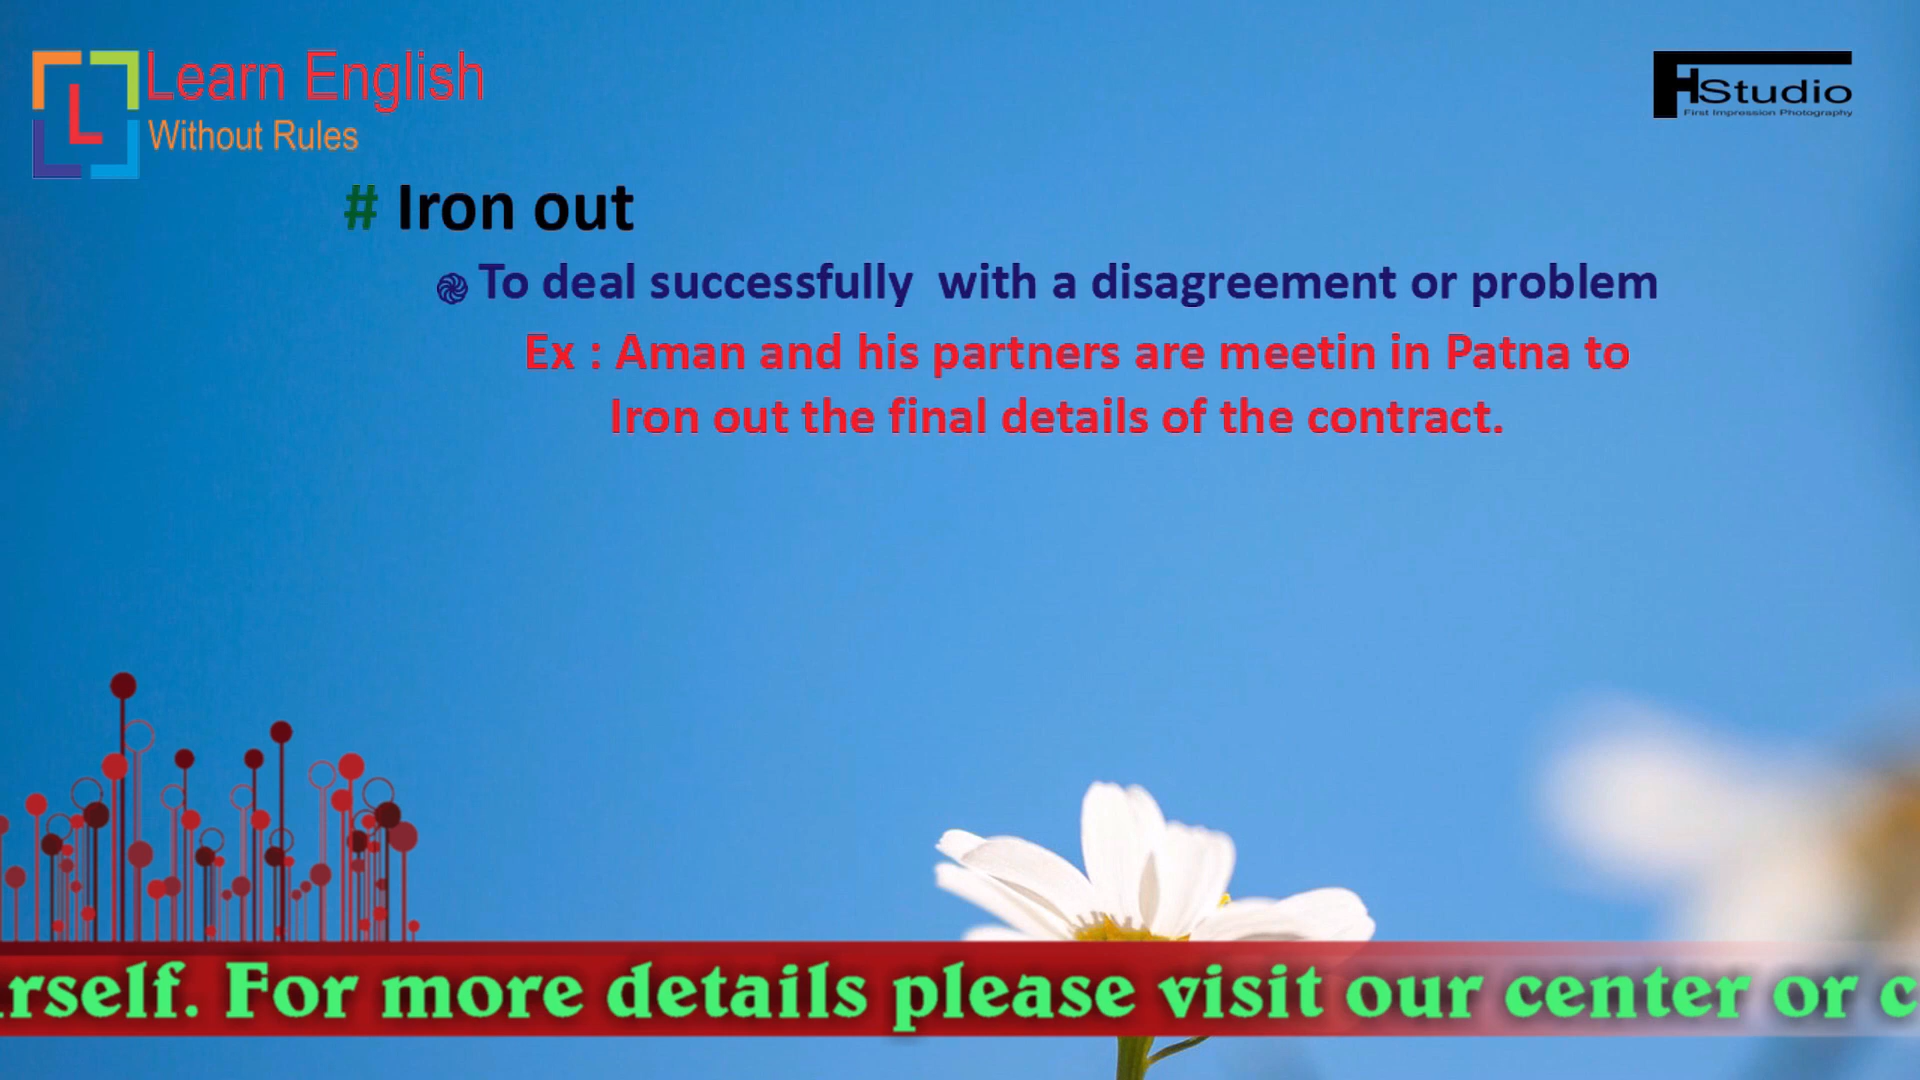 Learn English
Without Rules
L
HStudio
First Impression Photography
# Iron out
To deal successfully with a disagreement or problem
Ex : Aman and his partners are meetin in Patna to
Iron out the final details of the contract.
rself. For more details please visit our center or c